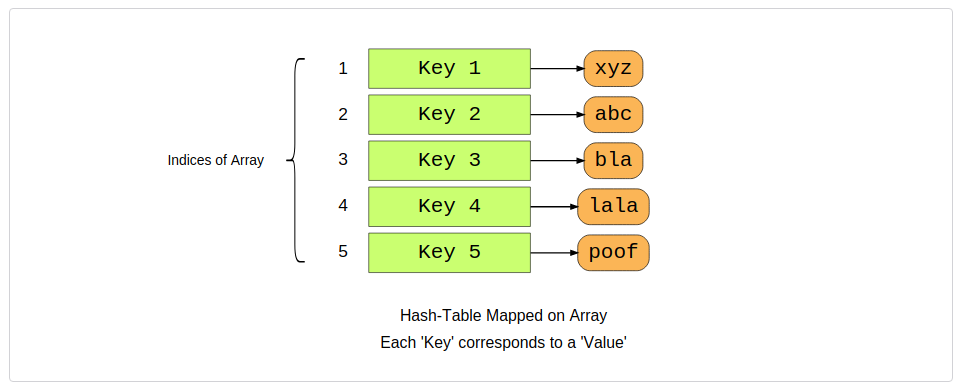 1 Key 1 xyz
2 Key 2 abc
Indices of Array 3 Key 3 bla
4 Key 4 lala
5 Key 5 poof
Hash-Table Mapped on Array
Each 'Key' corresponds to a 'Value'